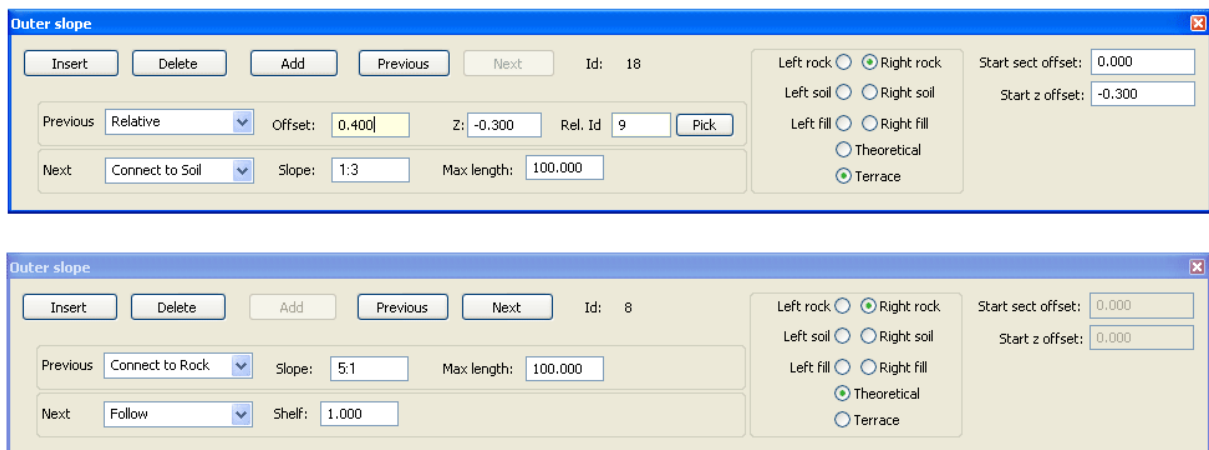 Outer slope
Insert Delete Add Previous Next Id: 18 Left rock Right rock Start sect offset: 0.000
Left soil Right soil Start z offset: -0.300
Previous Relative Offset: 0.400 Z: -0.300 Rel. Id 9 Pick Left fill Right fill
Theoretical
Next Connect to Soil Slope: 1:3 Max length: 100.000 Terrace
Outer slope
Insert Delete Add Previous Next Id: 8 Left rock Right rock Start sect offset: 0.000
Left soil Right soil Start z offset: 0.000
Previous Connect to Rock Slope: 5:1 Max length: 100.000 Left fill Right fill
Theoretical
Next Follow Shelf: 1.000 Terrace